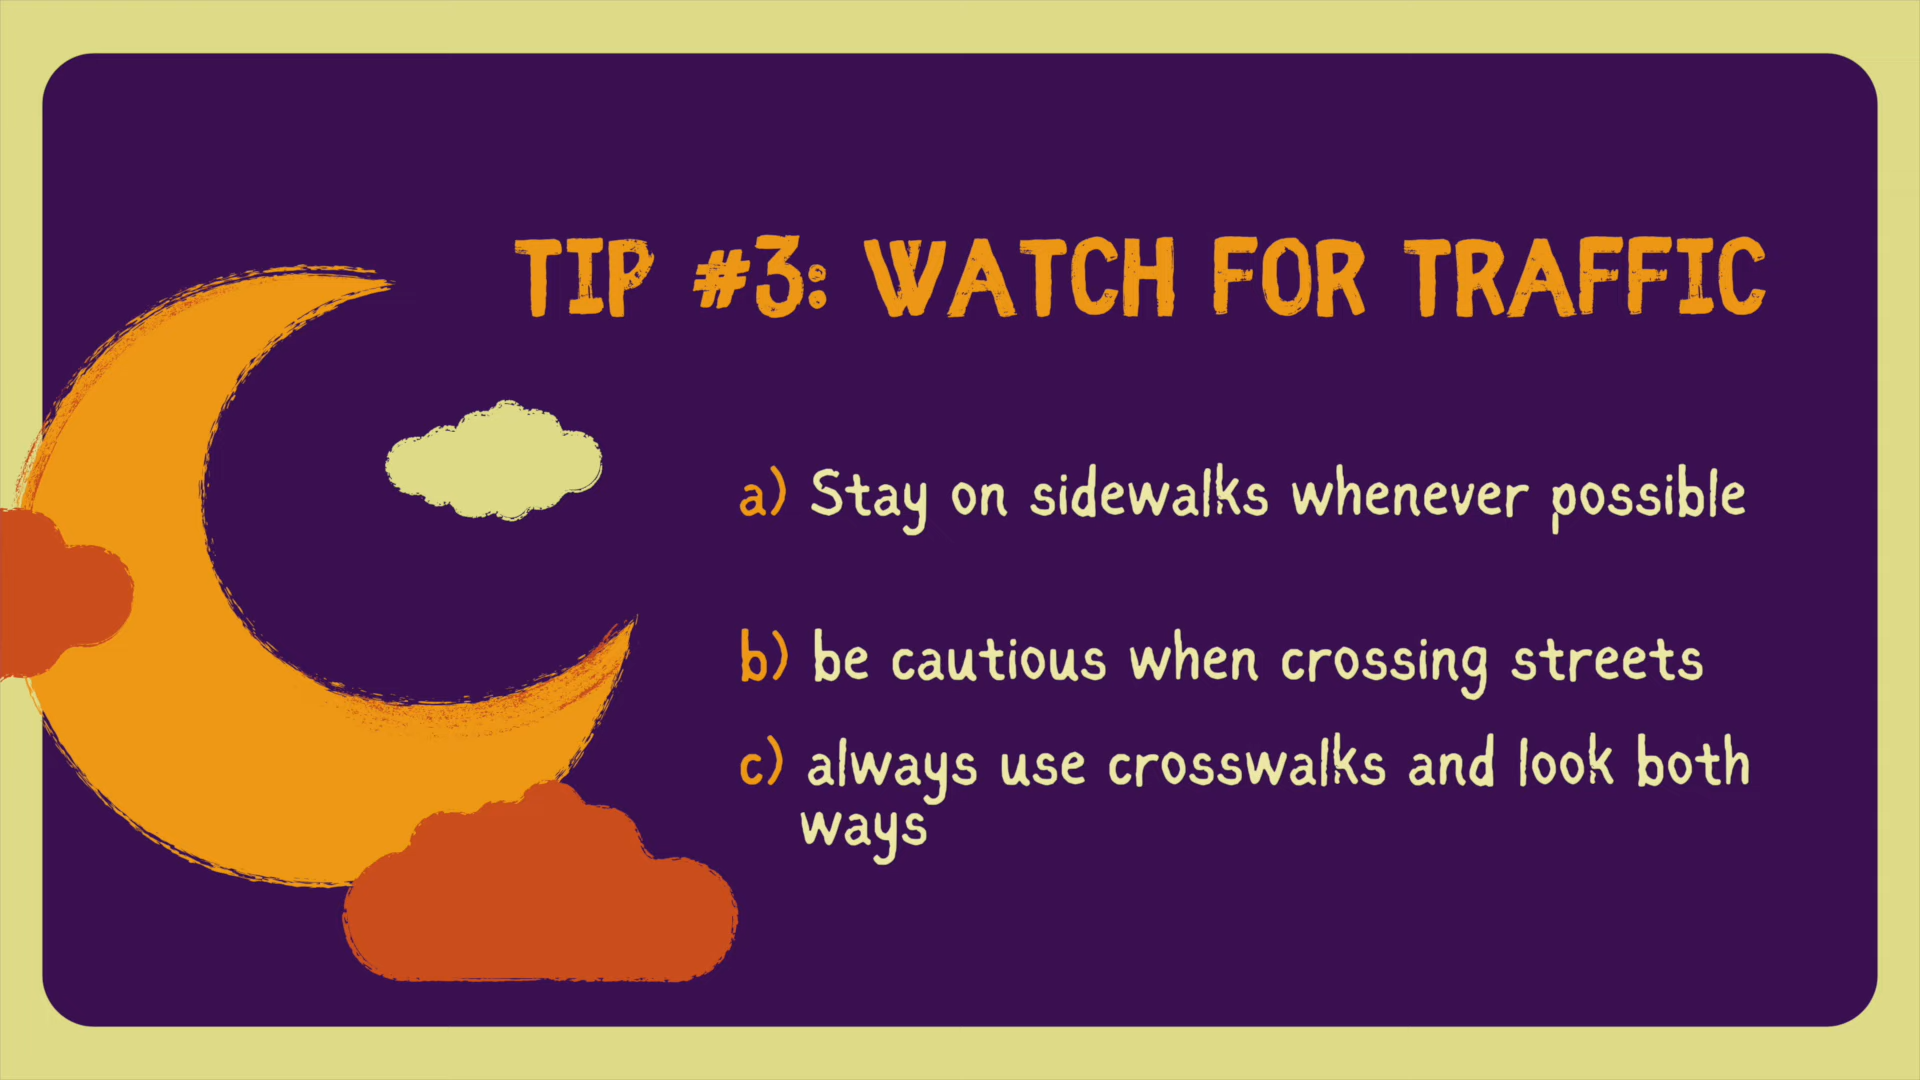 TIP #3: WATCH FOR TRAFFIC
a) Stay on sidewalks whenever possible
b) be cautious when crossing streets
c) always use crosswalks and look both
ways